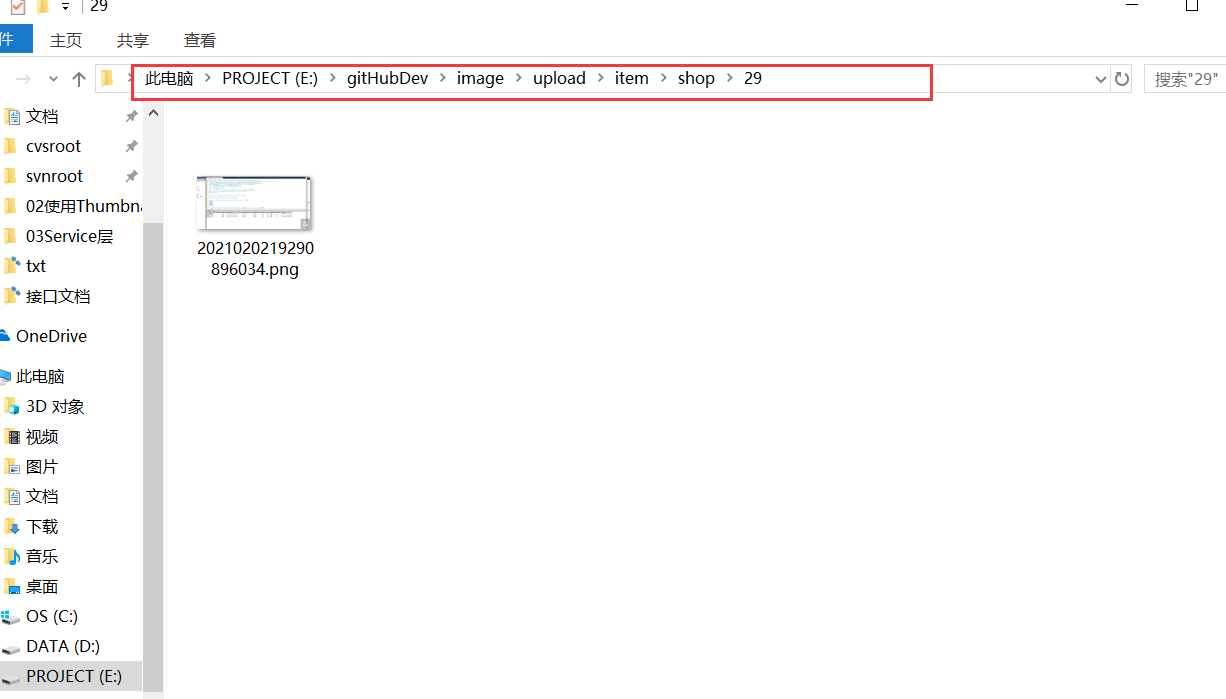 29
件 主页 共享 查看
此电脑 PROJECT (E:) gitHubDev image upload item shop 29
搜索"29"
文档
cvsroot
svnroot
02使用Thumbn
03Service层
txt
接口文档
OneDrive
此电脑
3D 对象
视频
图片
文档
下载
音乐
桌面
OS (C:)
DATA (D:)
PROJECT (E:)
2021020219290
896034.png